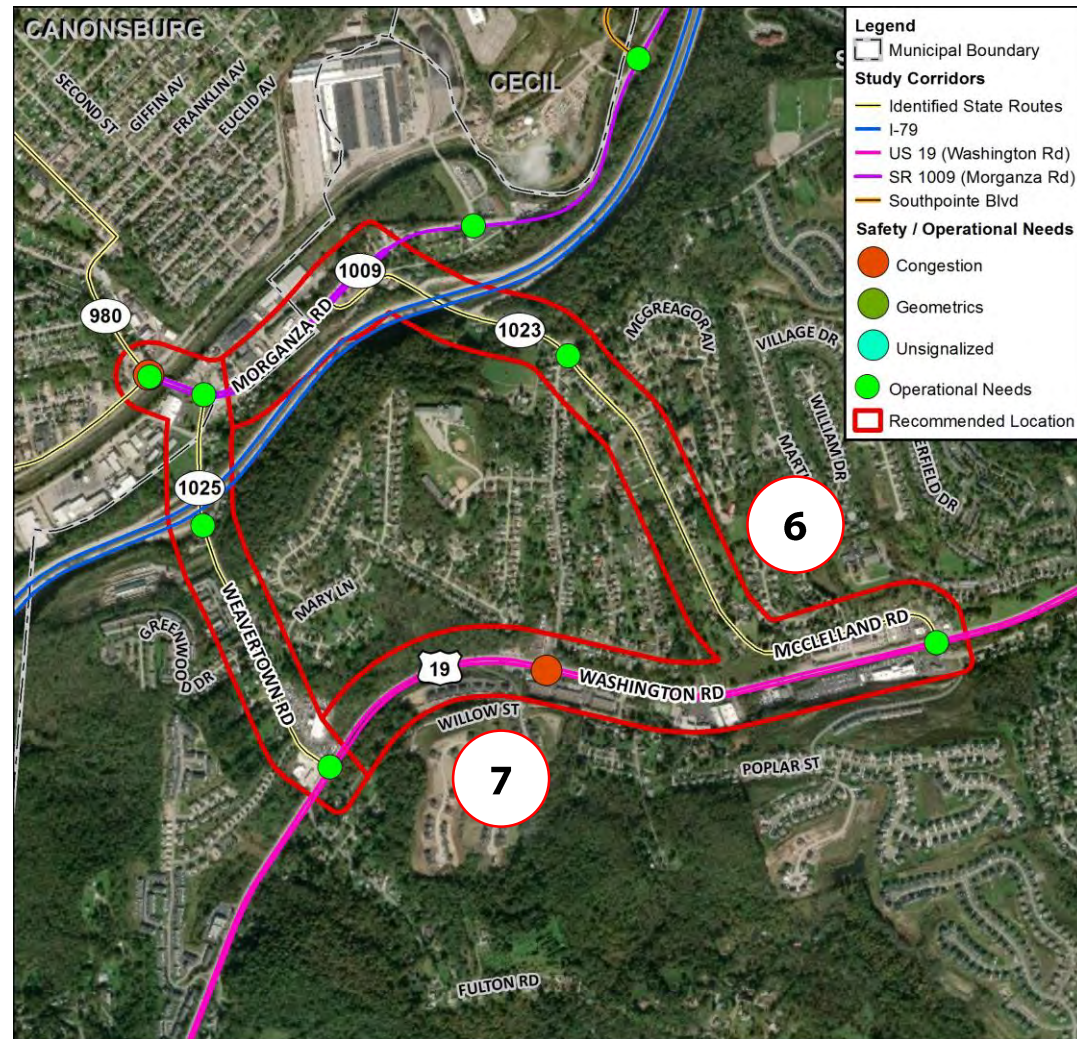 CANONSBURG
SECOND ST
GIFFIN AV
FRANKLIN AV
EUCLID AV
CECIL
S
Legend
Municipal Boundary
Study Corridors
Identified State Routes
I-79
US 19 (Washington Rd)
SR 1009 (Morganza Rd)
Southpointe Blvd
Safety / Operational Needs
Congestion
Geometrics
Unsignalized
Operational Needs
Recommended Location
1009
980
MORGANZA RD
1023
MCGREAGOR AV
VILLAGE DR
WILLIAM DR
MART
ERFIELD DR
1025
6
MARY LN
GREENWOOD DR
WEAVERTOWN RD
MCCLELLAND RD
19
WASHINGTON RD
WILLOW ST
7
POPLAR ST
FULTON RD